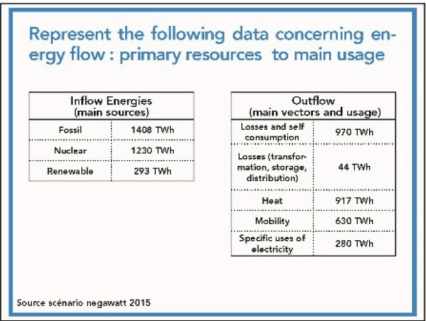 Represent the following data concerning en-
ergy flow : primary resources to main usage
Inflow Energies
(main sources)
Fossil 1408 TWh
Nuclear 1230 TWh
Renewable 293 TWh
Outflow
(main vectors and usage)
Losses and self
consumption 970 TWh
Losses (transfor-
mation, storage,
distribution) 44 TWh
Heat 917 TWh
Mobility 630 TWh
Specific uses of
electricity 280 TWh
Source scénario negawatt 2015